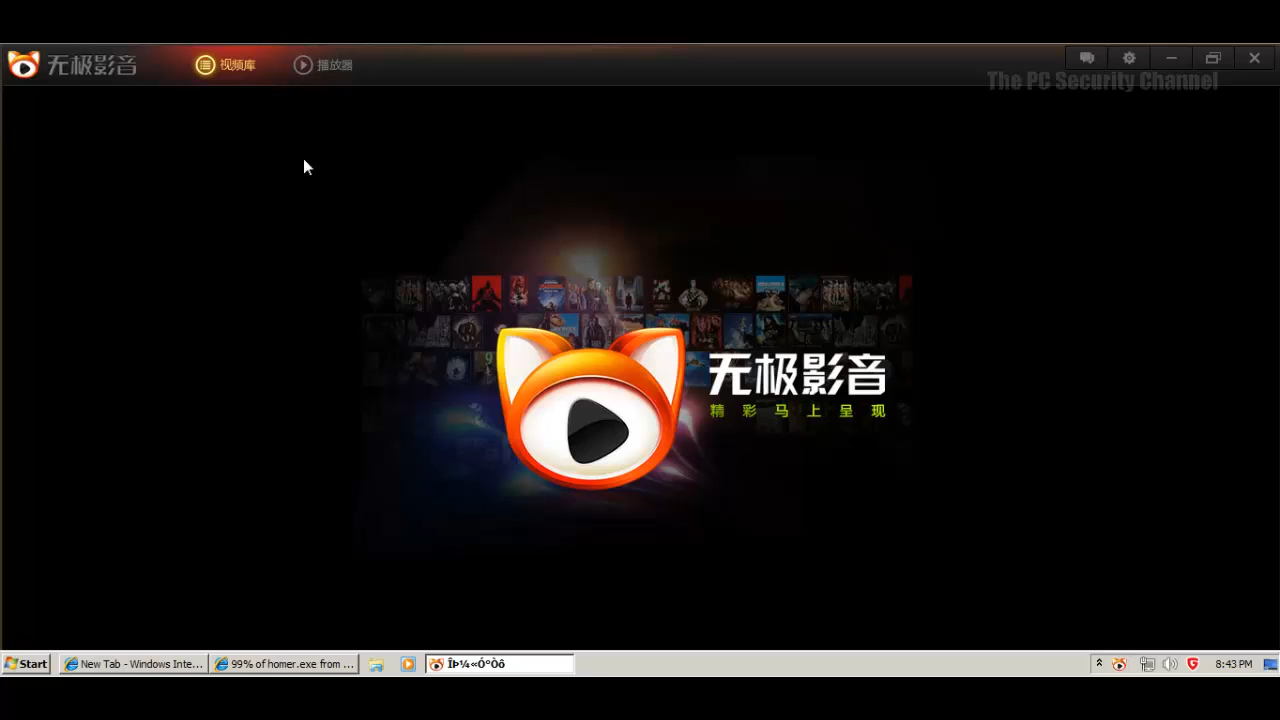 无极影音
视频库
播放器
The PC Security Channel
无极影音
精彩马上呈现
Start
New Tab - Windows Inte...
99% of homer.exe from ...
ÎÞ¼«Ó°Òô
8:43 PM